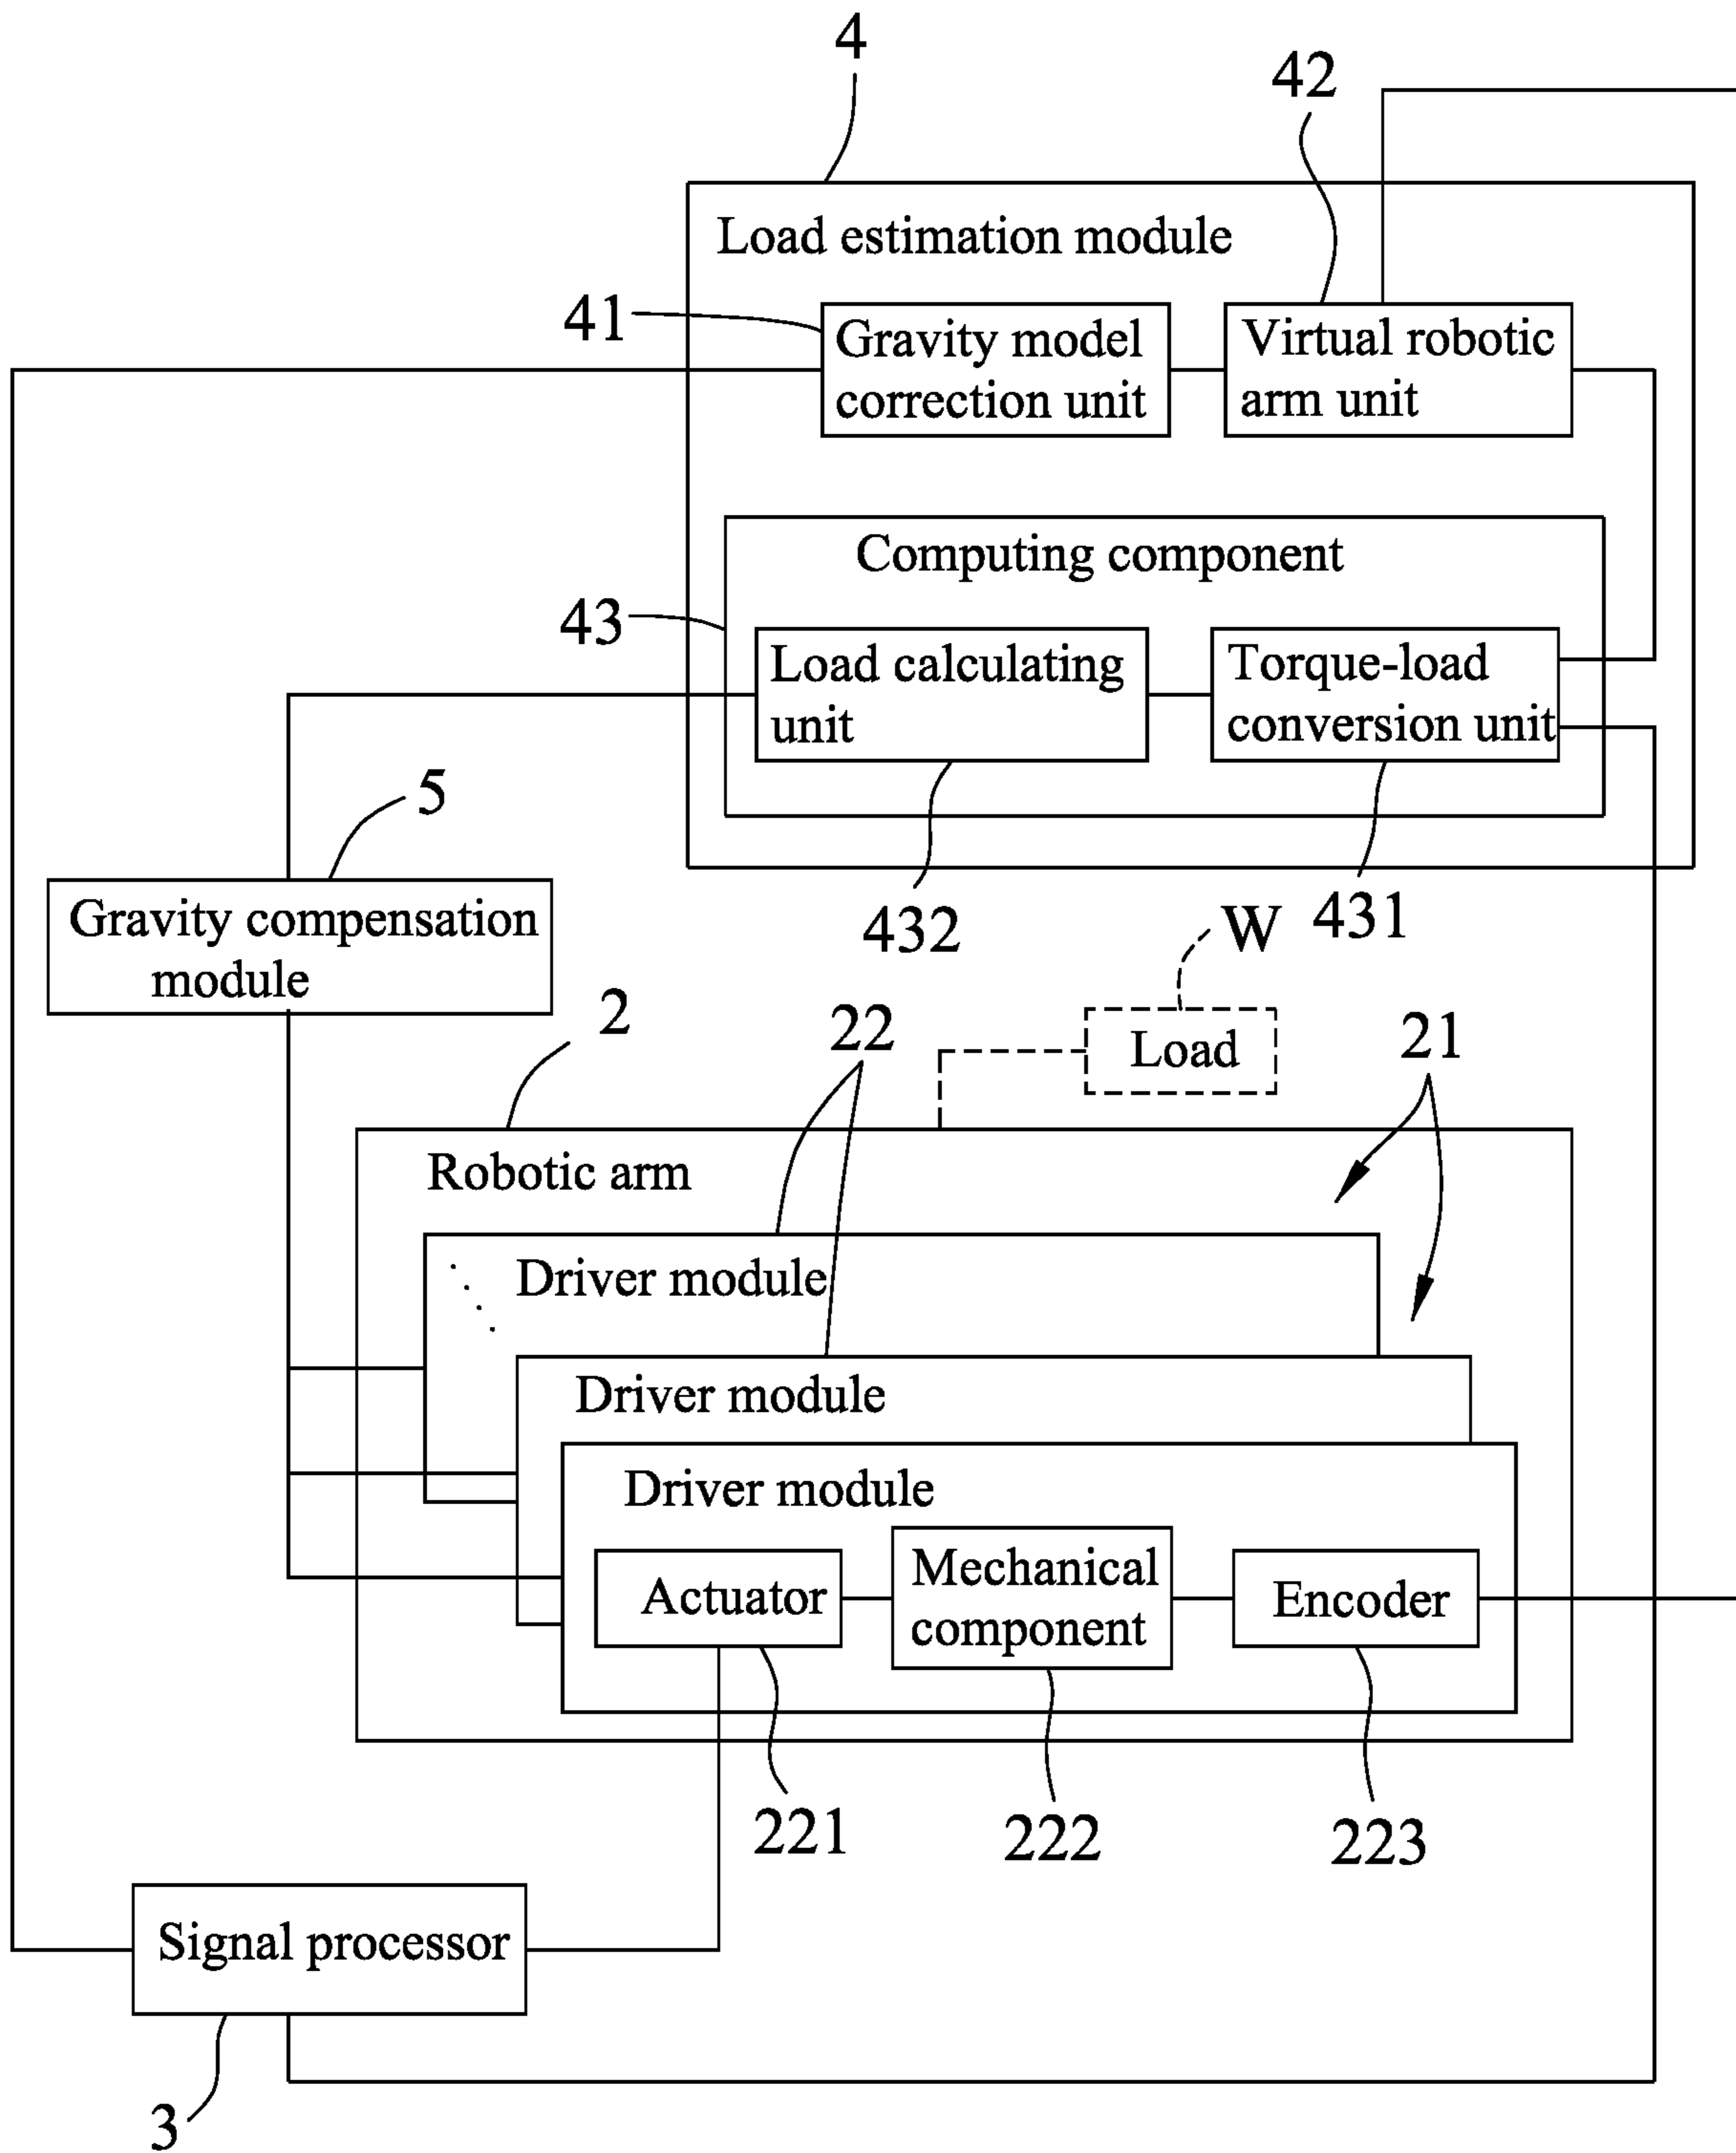 4
42
Load estimation module
41
Gravity model
correction unit
Virtual robotic
arm unit
Computing component
43
Load calculating
unit
Torque-load
conversion unit
5
432
W
431
Gravity compensation
module
2
22
Load
21
Robotic arm
Driver module
Driver module
Driver module
Actuator
Mechanical
component
Encoder
221
222
223
Signal processor
3